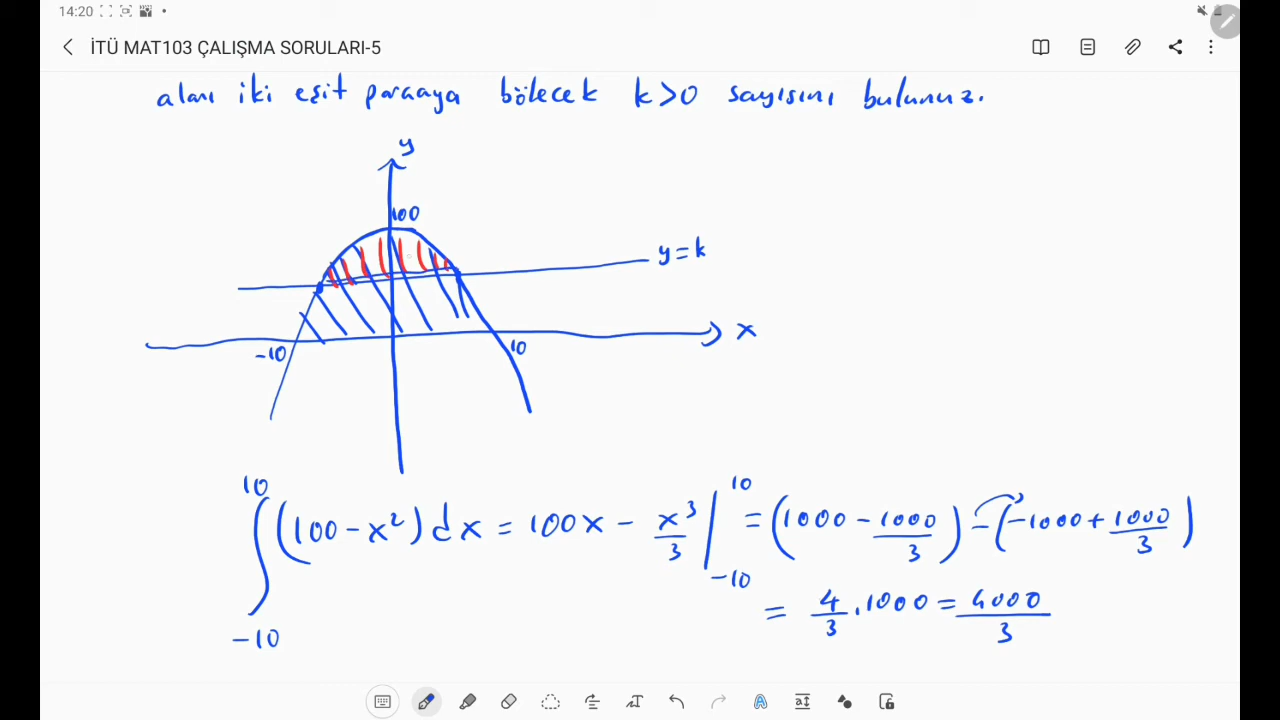 14:20
İTÜ MAT103 ÇALIŞMA SORULARI-5
alanı iki eşit parçaya bölecek k>0 sayısını bulunuz.
y
100
y=k
x
-10
10
∫_{-10}^{10} (100-x²)dx = 100x - x³/3 |_{-10}^{10} = (1000 - 1000/3) - (-1000 + 1000/3)
= 4/3 . 1000 = 4000/3